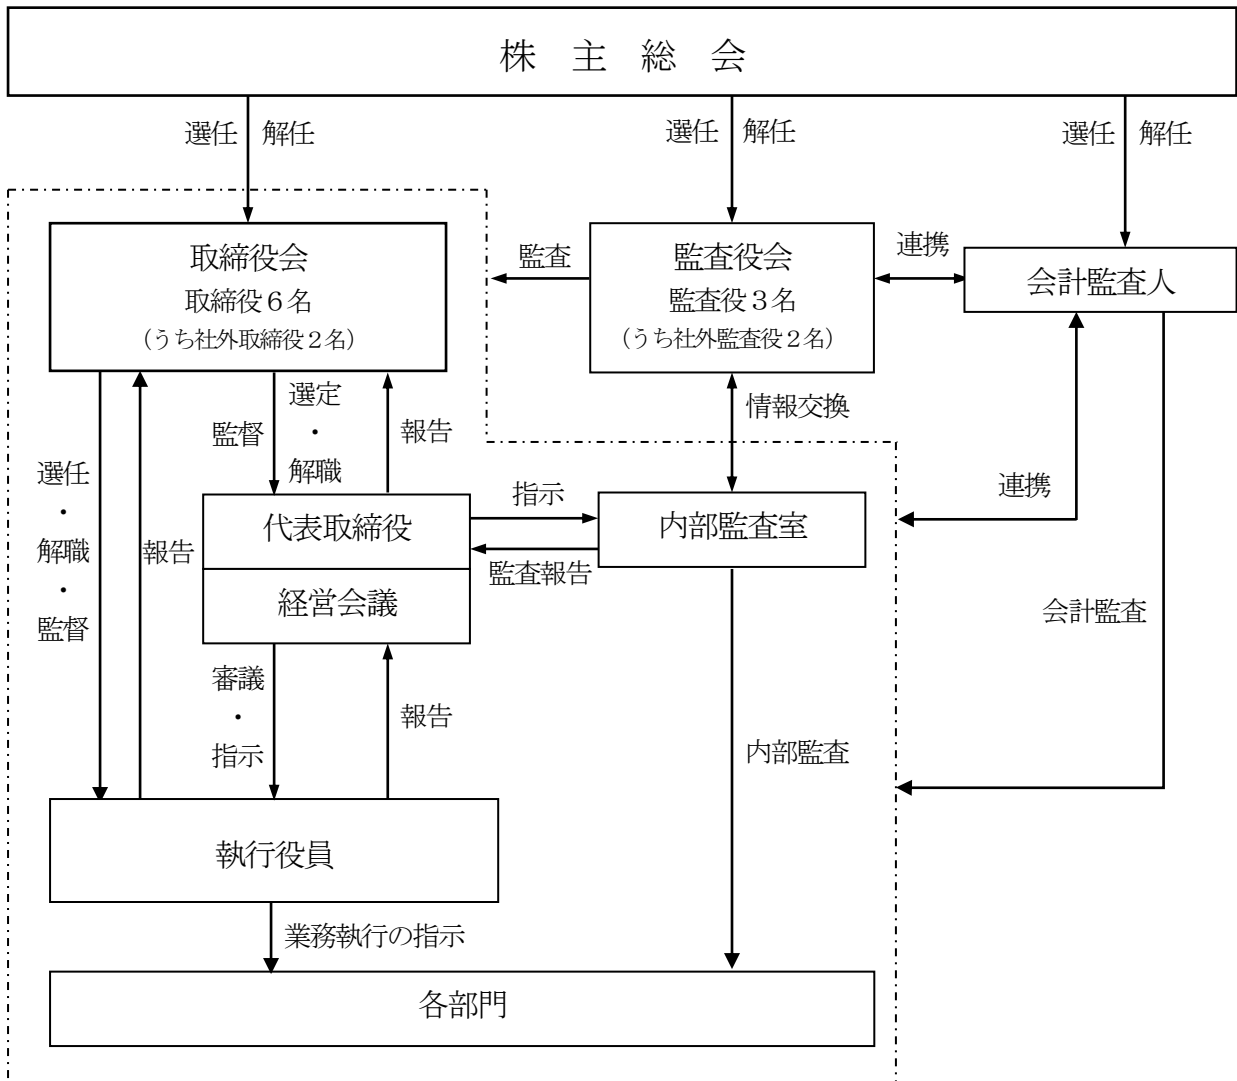 株主総会
選任 解任
選任 解任
選任 解任
取締役会
取締役６名
（うち社外取締役２名）
監査
監査役会
監査役３名
（うち社外監査役２名）
連携
会計監査人
選任
・
解職
・
監督
報告
監督
選定
・
解職
報告
情報交換
連携
代表取締役
経営会議
指示
監査報告
内部監査室
会計監査
審議
・
指示
報告
内部監査
執行役員
業務執行の指示
各部門